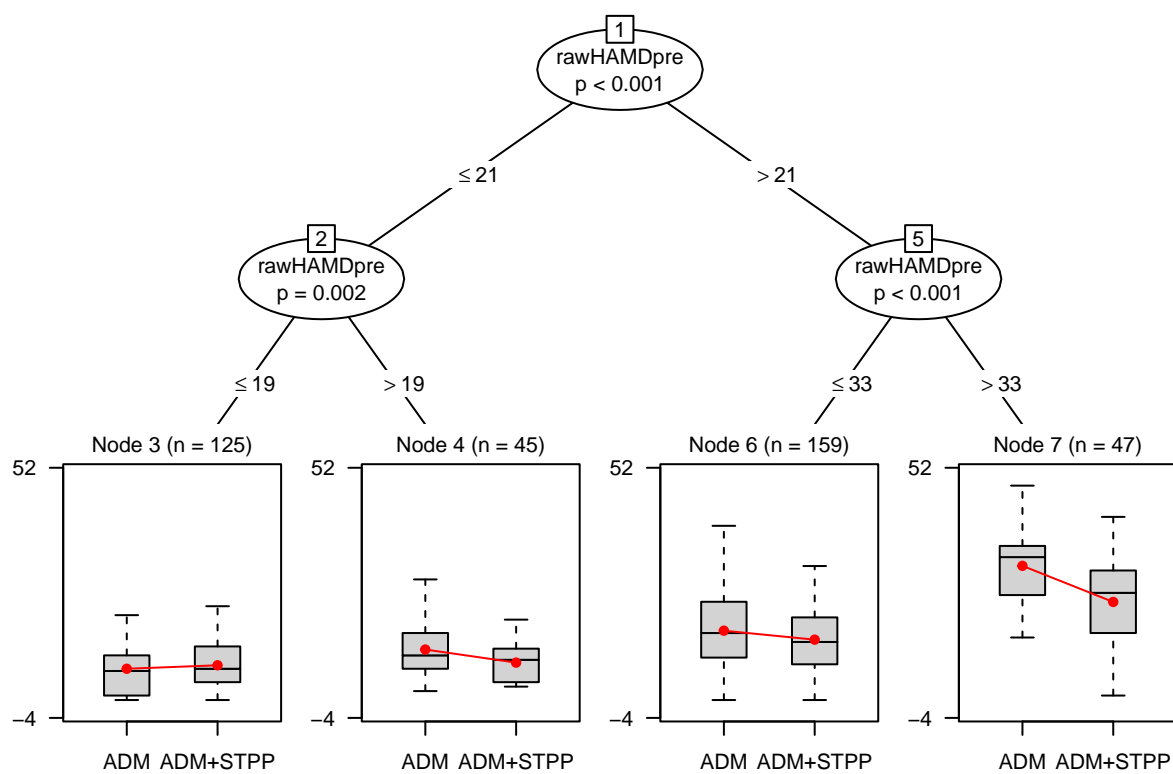 1
rawHAMDpre
p < 0.001
≤ 21
> 21
2
rawHAMDpre
p = 0.002
5
rawHAMDpre
p < 0.001
≤ 19
> 19
≤ 33
> 33
Node 3 (n = 125)
Node 4 (n = 45)
Node 6 (n = 159)
Node 7 (n = 47)
52
52
52
52
−4
−4
−4
−4
ADM ADM+STPP
ADM ADM+STPP
ADM ADM+STPP
ADM ADM+STPP